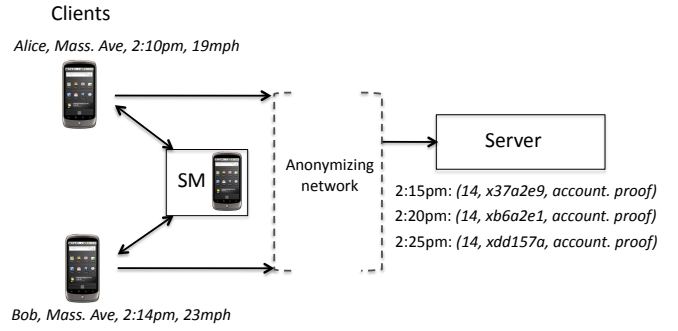 Clients
Alice, Mass. Ave, 2:10pm, 19mph
SM
Anonymizing
network
Server
2:15pm: (14, x37a2e9, account. proof)
2:20pm: (14, xb6a2e1, account. proof)
2:25pm: (14, xdd157a, account. proof)
Bob, Mass. Ave, 2:14pm, 23mph